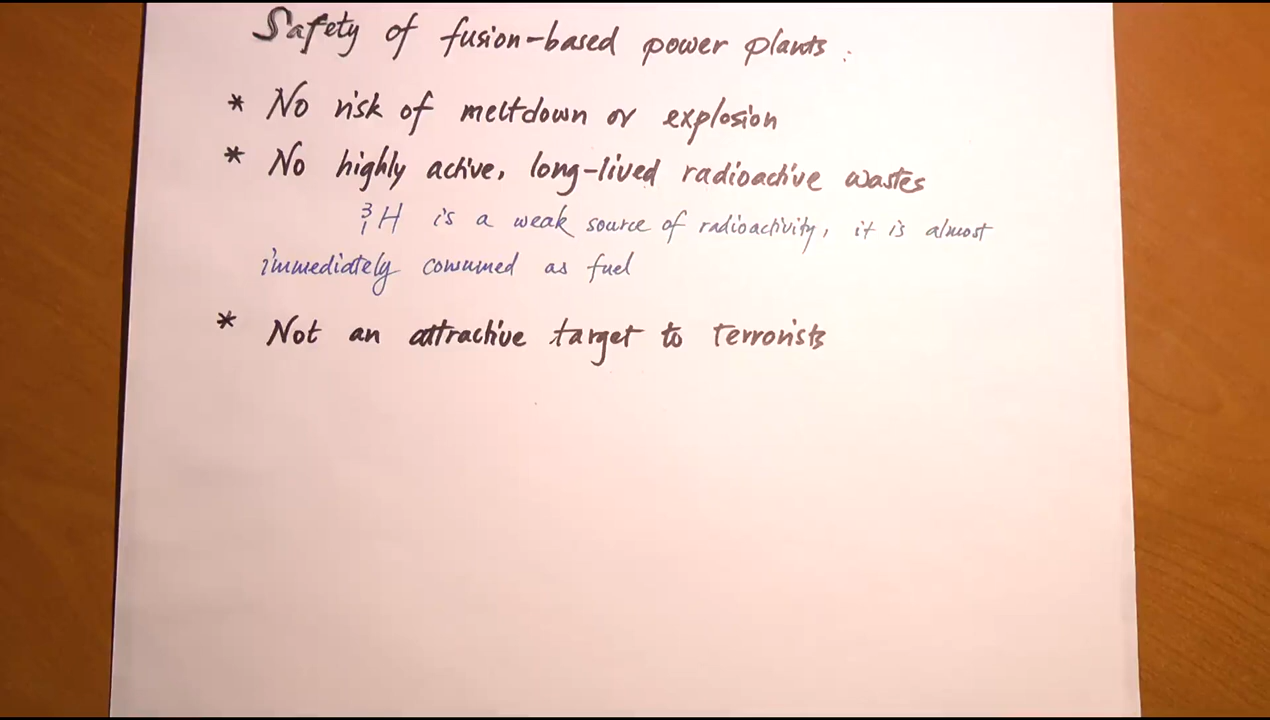 Safety of fusion-based power plants :
* No risk of meltdown or explosion
* No highly active, long-lived radioactive wastes
³₁H is a weak source of radioactivity, it is almost
immediately consumed as fuel
* Not an attractive target to terrorists